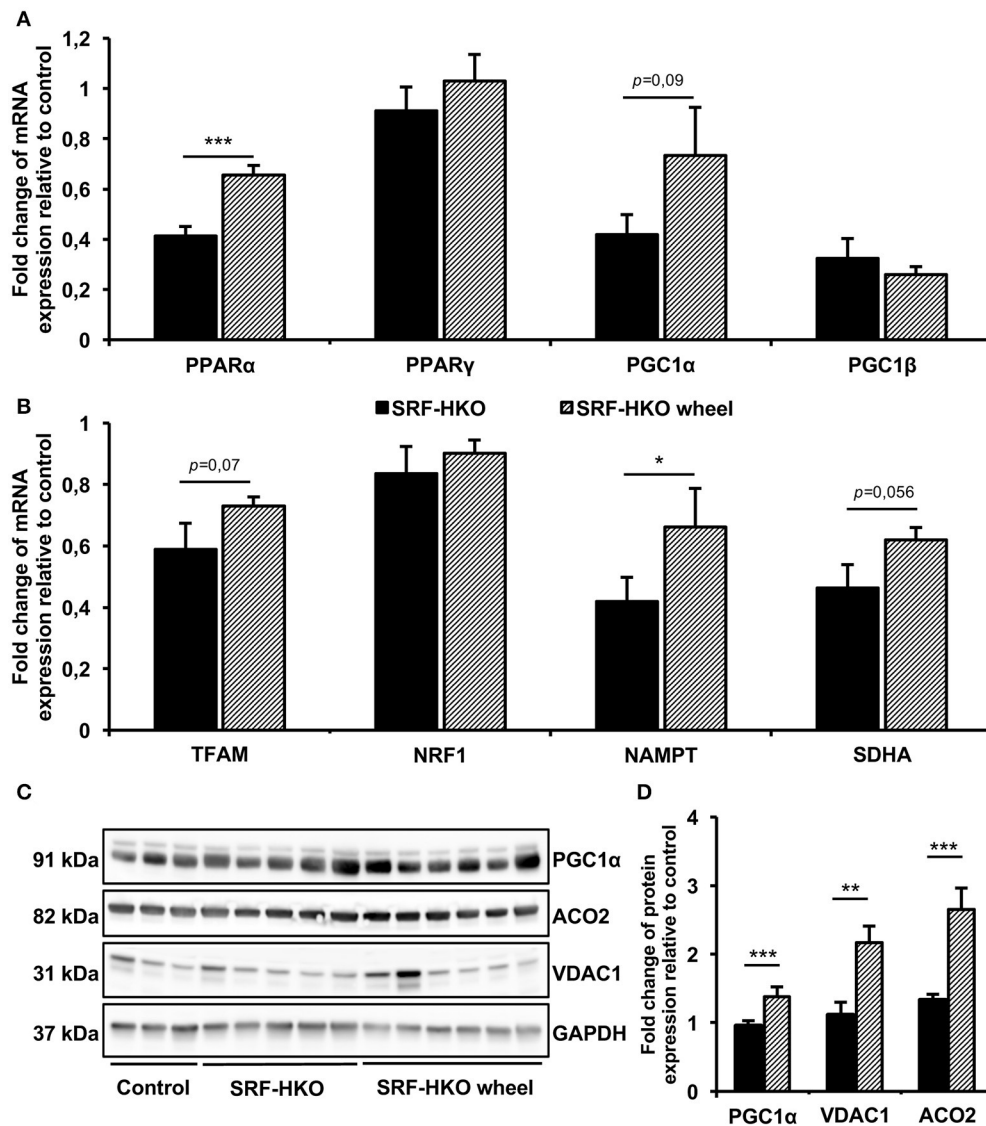 A
Fold change of mRNA
expression relative to control
1,2
1
0,8
0,6
0,4
0,2
0
***
p=0,09
PPARα
PPARγ
PGC1α
PGC1β
B
SRF-HKO
SRF-HKO wheel
Fold change of mRNA
expression relative to control
1
0,8
0,6
0,4
0,2
0
p=0,07
*
p=0,056
TFAM
NRF1
NAMPT
SDHA
C
91 kDa
PGC1α
82 kDa
ACO2
31 kDa
VDAC1
37 kDa
GAPDH
Control
SRF-HKO
SRF-HKO wheel
D
Fold change of protein
expression relative to control
4
3
2
1
0
***
**
***
PGC1α
VDAC1
ACO2